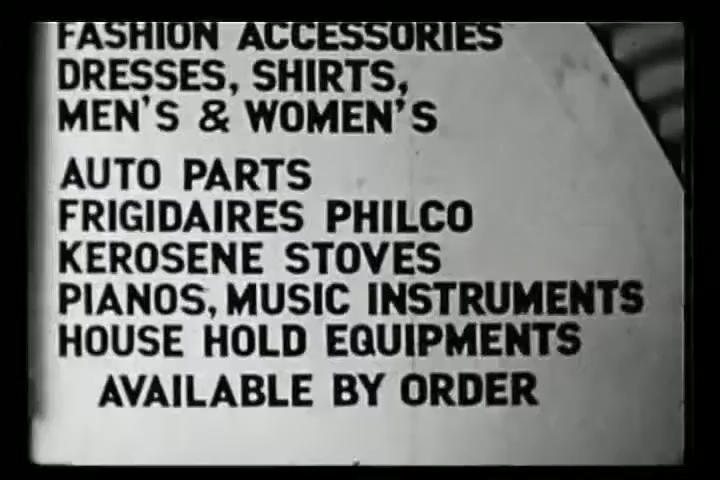 FASHION ACCESSORIES
DRESSES, SHIRTS,
MEN'S & WOMEN'S
AUTO PARTS
FRIGIDAIRES PHILCO
KEROSENE STOVES
PIANOS, MUSIC INSTRUMENTS
HOUSE HOLD EQUIPMENTS
AVAILABLE BY ORDER